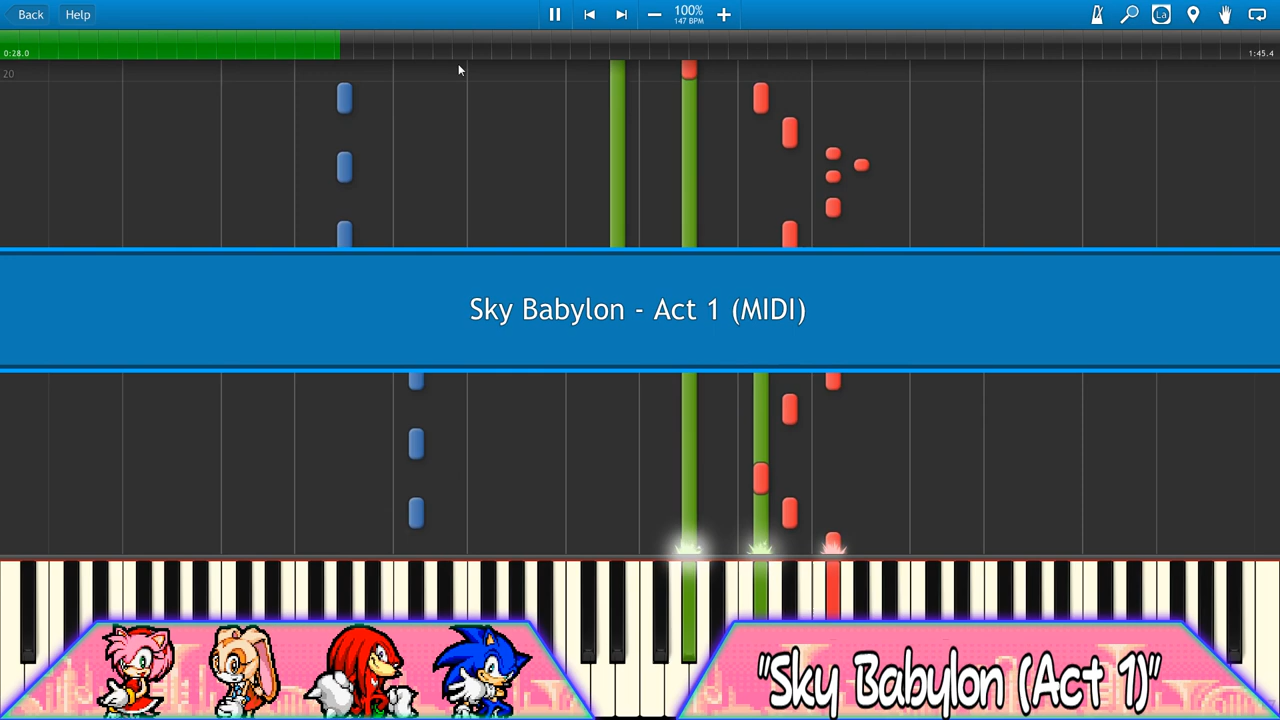 Back
Help
100%
147 BPM
La
0:28.0
1:45.4
20
Sky Babylon - Act 1 (MIDI)
"Sky Babylon (Act 1)"